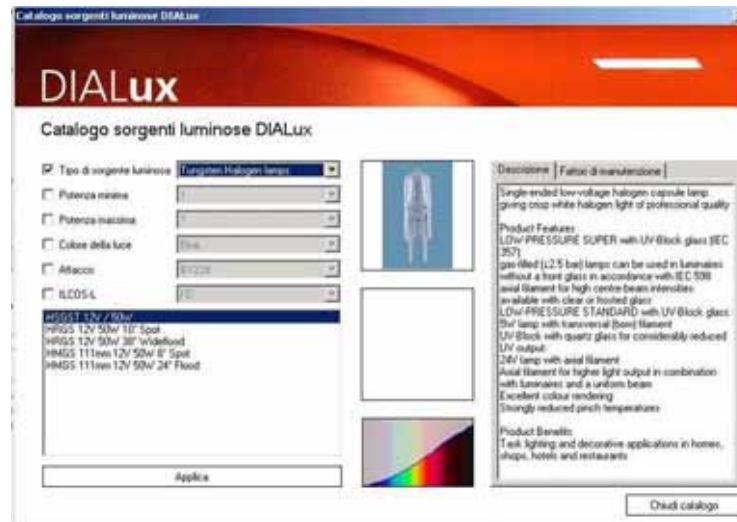 Catalogo sorgenti luminose DIALux
DIALux
Catalogo sorgenti luminose DIALux
Tipo di sorgente luminosa Tungsten Halogen lamps
Potenza minima 1
Potenza massima 1
Colore della luce Blue
Attacco
ILCOS-L FD
HSGST 12V / 50W
HRGS 12V 50W 10° Spot
HRGS 12V 50W 38° Wideflood
HMGS 111mm 12V 50W 8° Spot
HMGS 111mm 12V 50W 24° Flood
Applica
Descrizione Fattori di manutenzione
Single-ended low-voltage halogen capsule lamp
giving crisp white halogen light of professional quality
Product Features
LOW-PRESSURE SUPER with UV-Block glass (IEC
357)
gas-filled (≤2.5 bar) lamps can be used in luminaires
without a front glass in accordance with IEC 598
axial filament for high centre-beam intensities
available with clear or frosted glass
LOW-PRESSURE STANDARD with UV-Block glass
5W lamp with transversal (bow) filament
UV-Block with quartz glass for considerably reduced
UV output
24V lamp with axial filament
Axial filament for higher light output in combination
with luminaires and a uniform beam
Excellent colour rendering
Strongly reduced pinch temperatures
Product Benefits
Task lighting and decorative applications in homes,
shops, hotels and restaurants
Chiudi catalogo